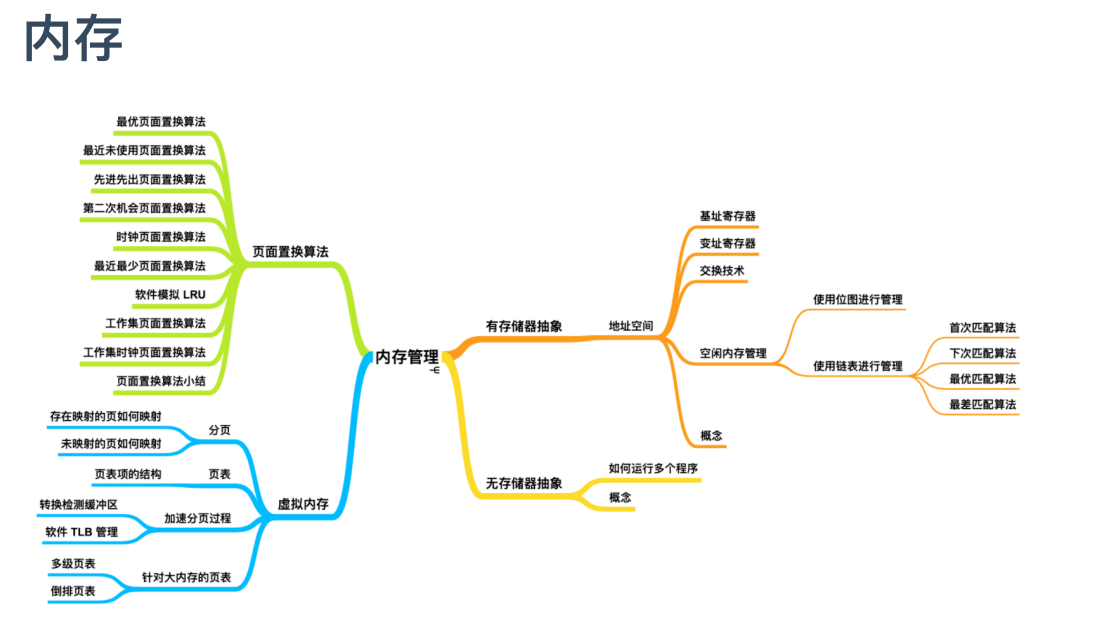 内存
最优页面置换算法
最近未使用页面置换算法
先进先出页面置换算法
第二次机会页面置换算法
时钟页面置换算法
最近最少页面置换算法
软件模拟 LRU
工作集页面置换算法
工作集时钟页面置换算法
页面置换算法小结
页面置换算法
存在映射的页如何映射
未映射的页如何映射
分页
页表项的结构
页表
转换检测缓冲区
软件 TLB 管理
加速分页过程
多级页表
倒排页表
针对大内存的页表
虚拟内存
内存管理
有存储器抽象
地址空间
基址寄存器
变址寄存器
交换技术
空闲内存管理
使用位图进行管理
使用链表进行管理
首次匹配算法
下次匹配算法
最优匹配算法
最差匹配算法
概念
无存储器抽象
如何运行多个程序
概念